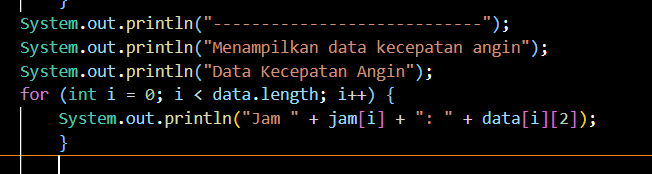 }
System.out.println("----------------------------");
System.out.println("Menampilkan data kecepatan angin");
System.out.println("Data Kecepatan Angin");
for (int i = 0; i < data.length; i++) {
System.out.println("Jam " + jam[i] + ": " + data[i][2]);
}